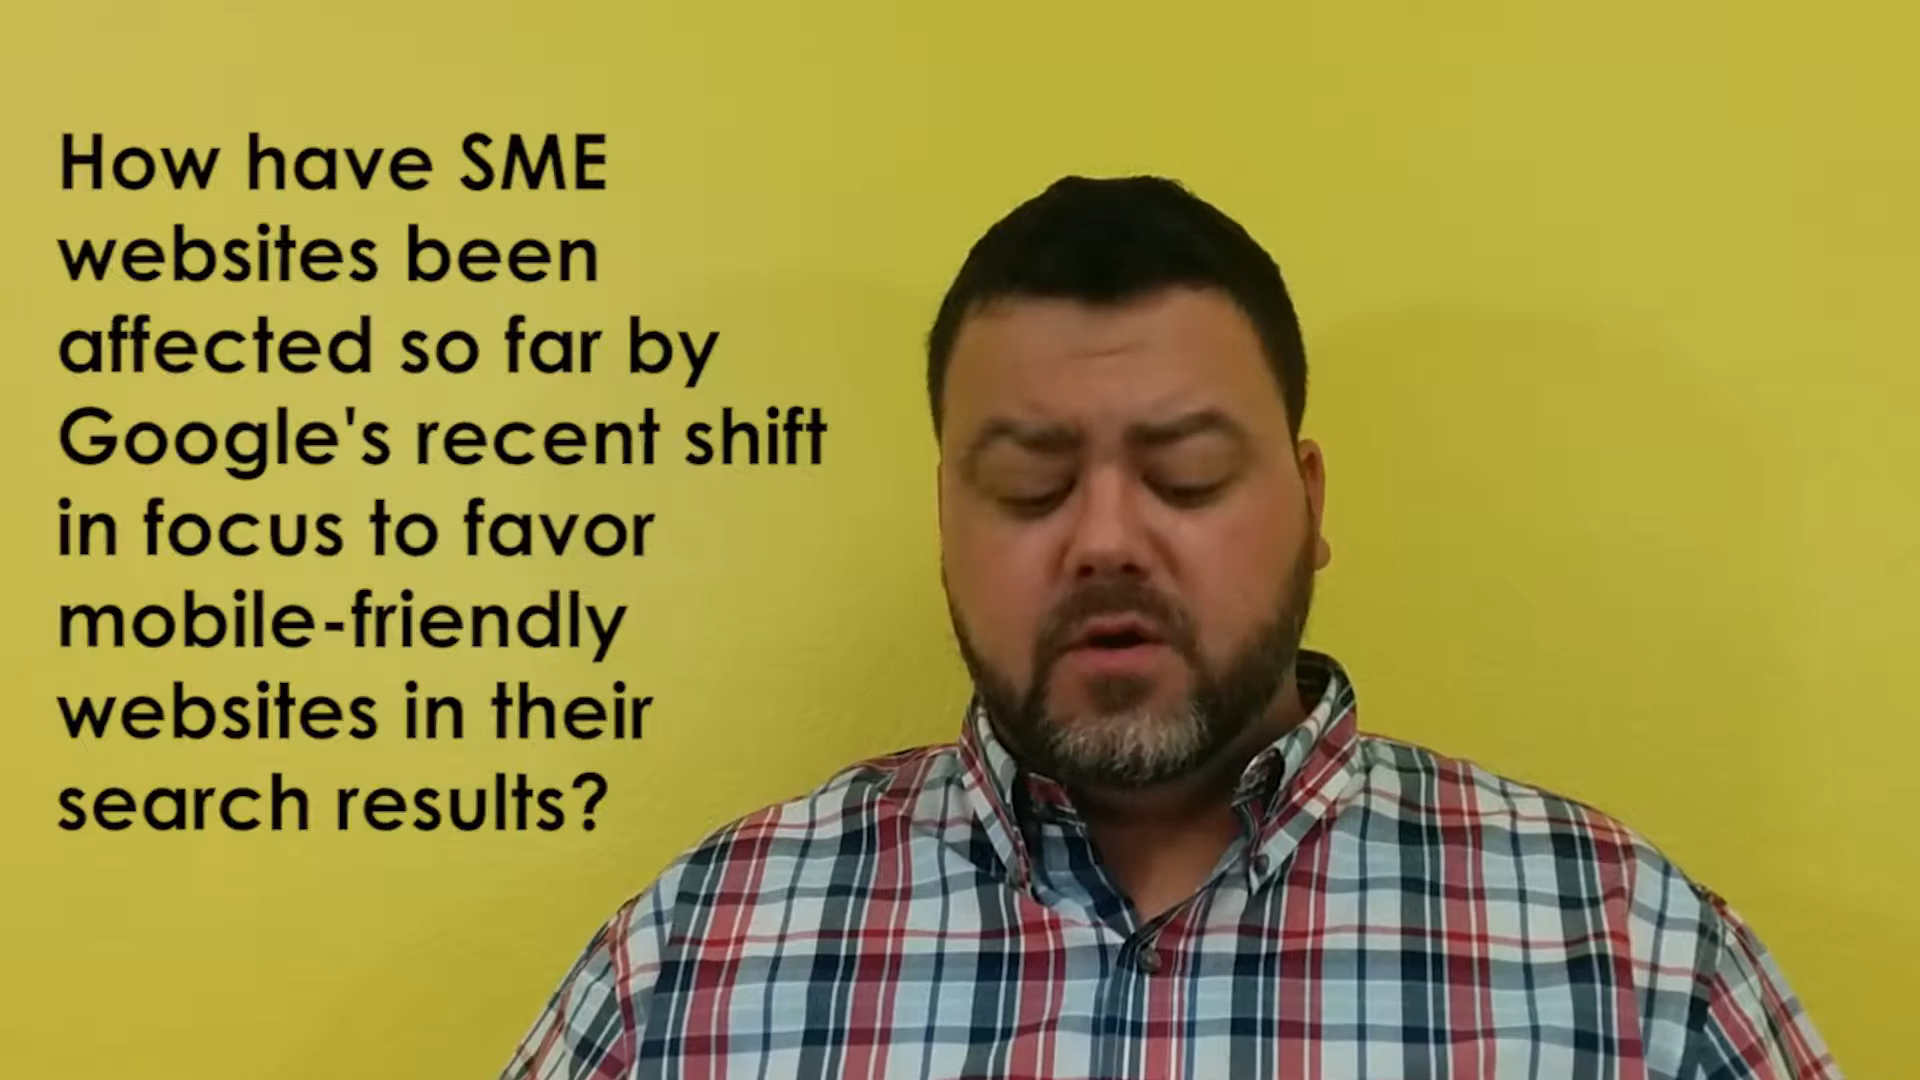 How have SME
websites been
affected so far by
Google's recent shift
in focus to favor
mobile-friendly
websites in their
search results?